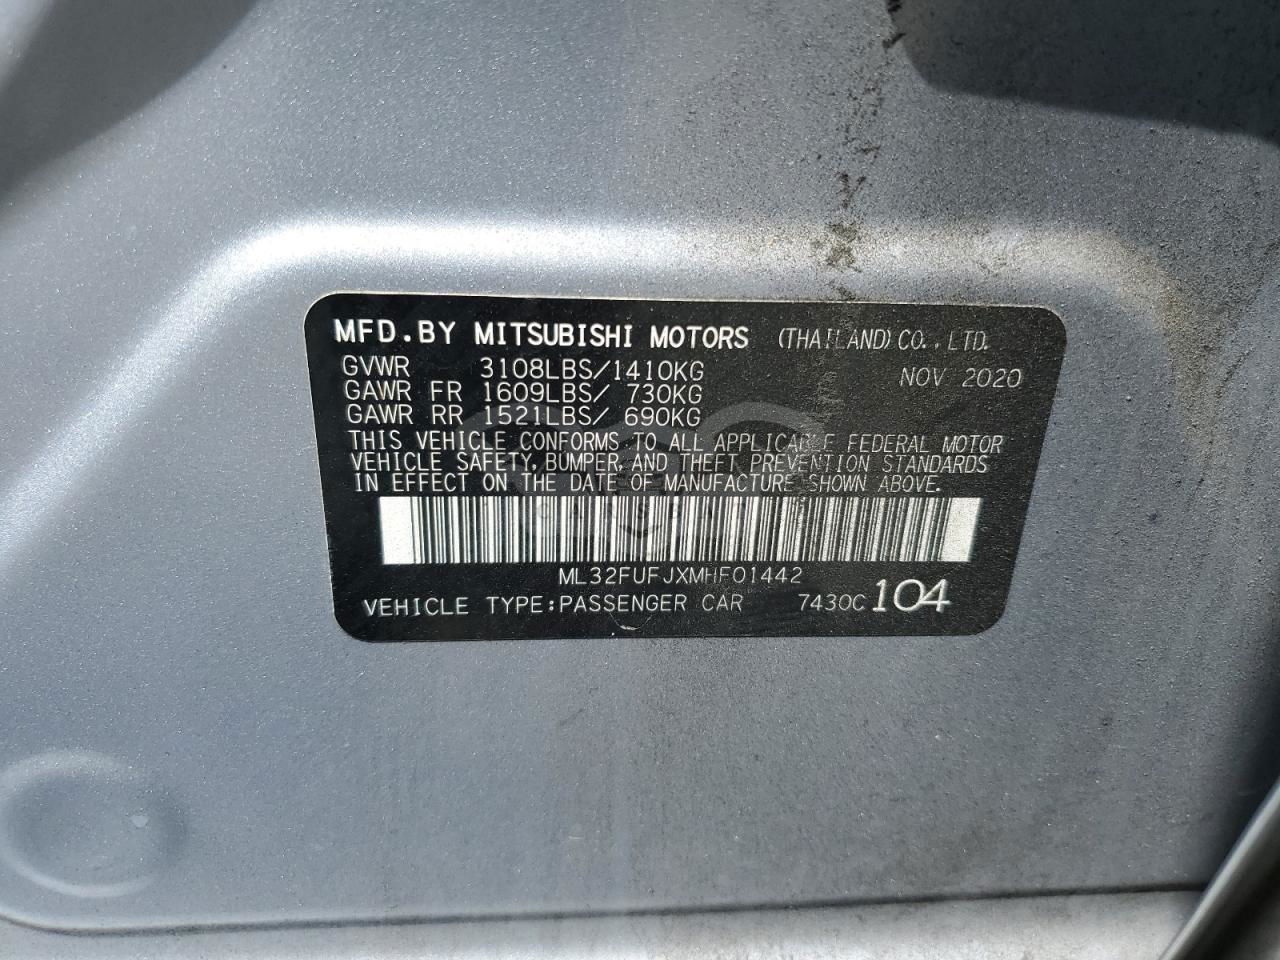 MFD.BY MITSUBISHI MOTORS (THAILAND) CO.,LTD.
GVWR 3108LBS/1410KG NOV 2020
GAWR FR 1609LBS/ 730KG
GAWR RR 1521LBS/ 690KG
THIS VEHICLE CONFORMS TO ALL APPLICABLE FEDERAL MOTOR
VEHICLE SAFETY, BUMPER, AND THEFT PREVENTION STANDARDS
IN EFFECT ON THE DATE OF MANUFACTURE SHOWN ABOVE.
ML32FUFJXMHF01442
VEHICLE TYPE:PASSENGER CAR 7430C 104